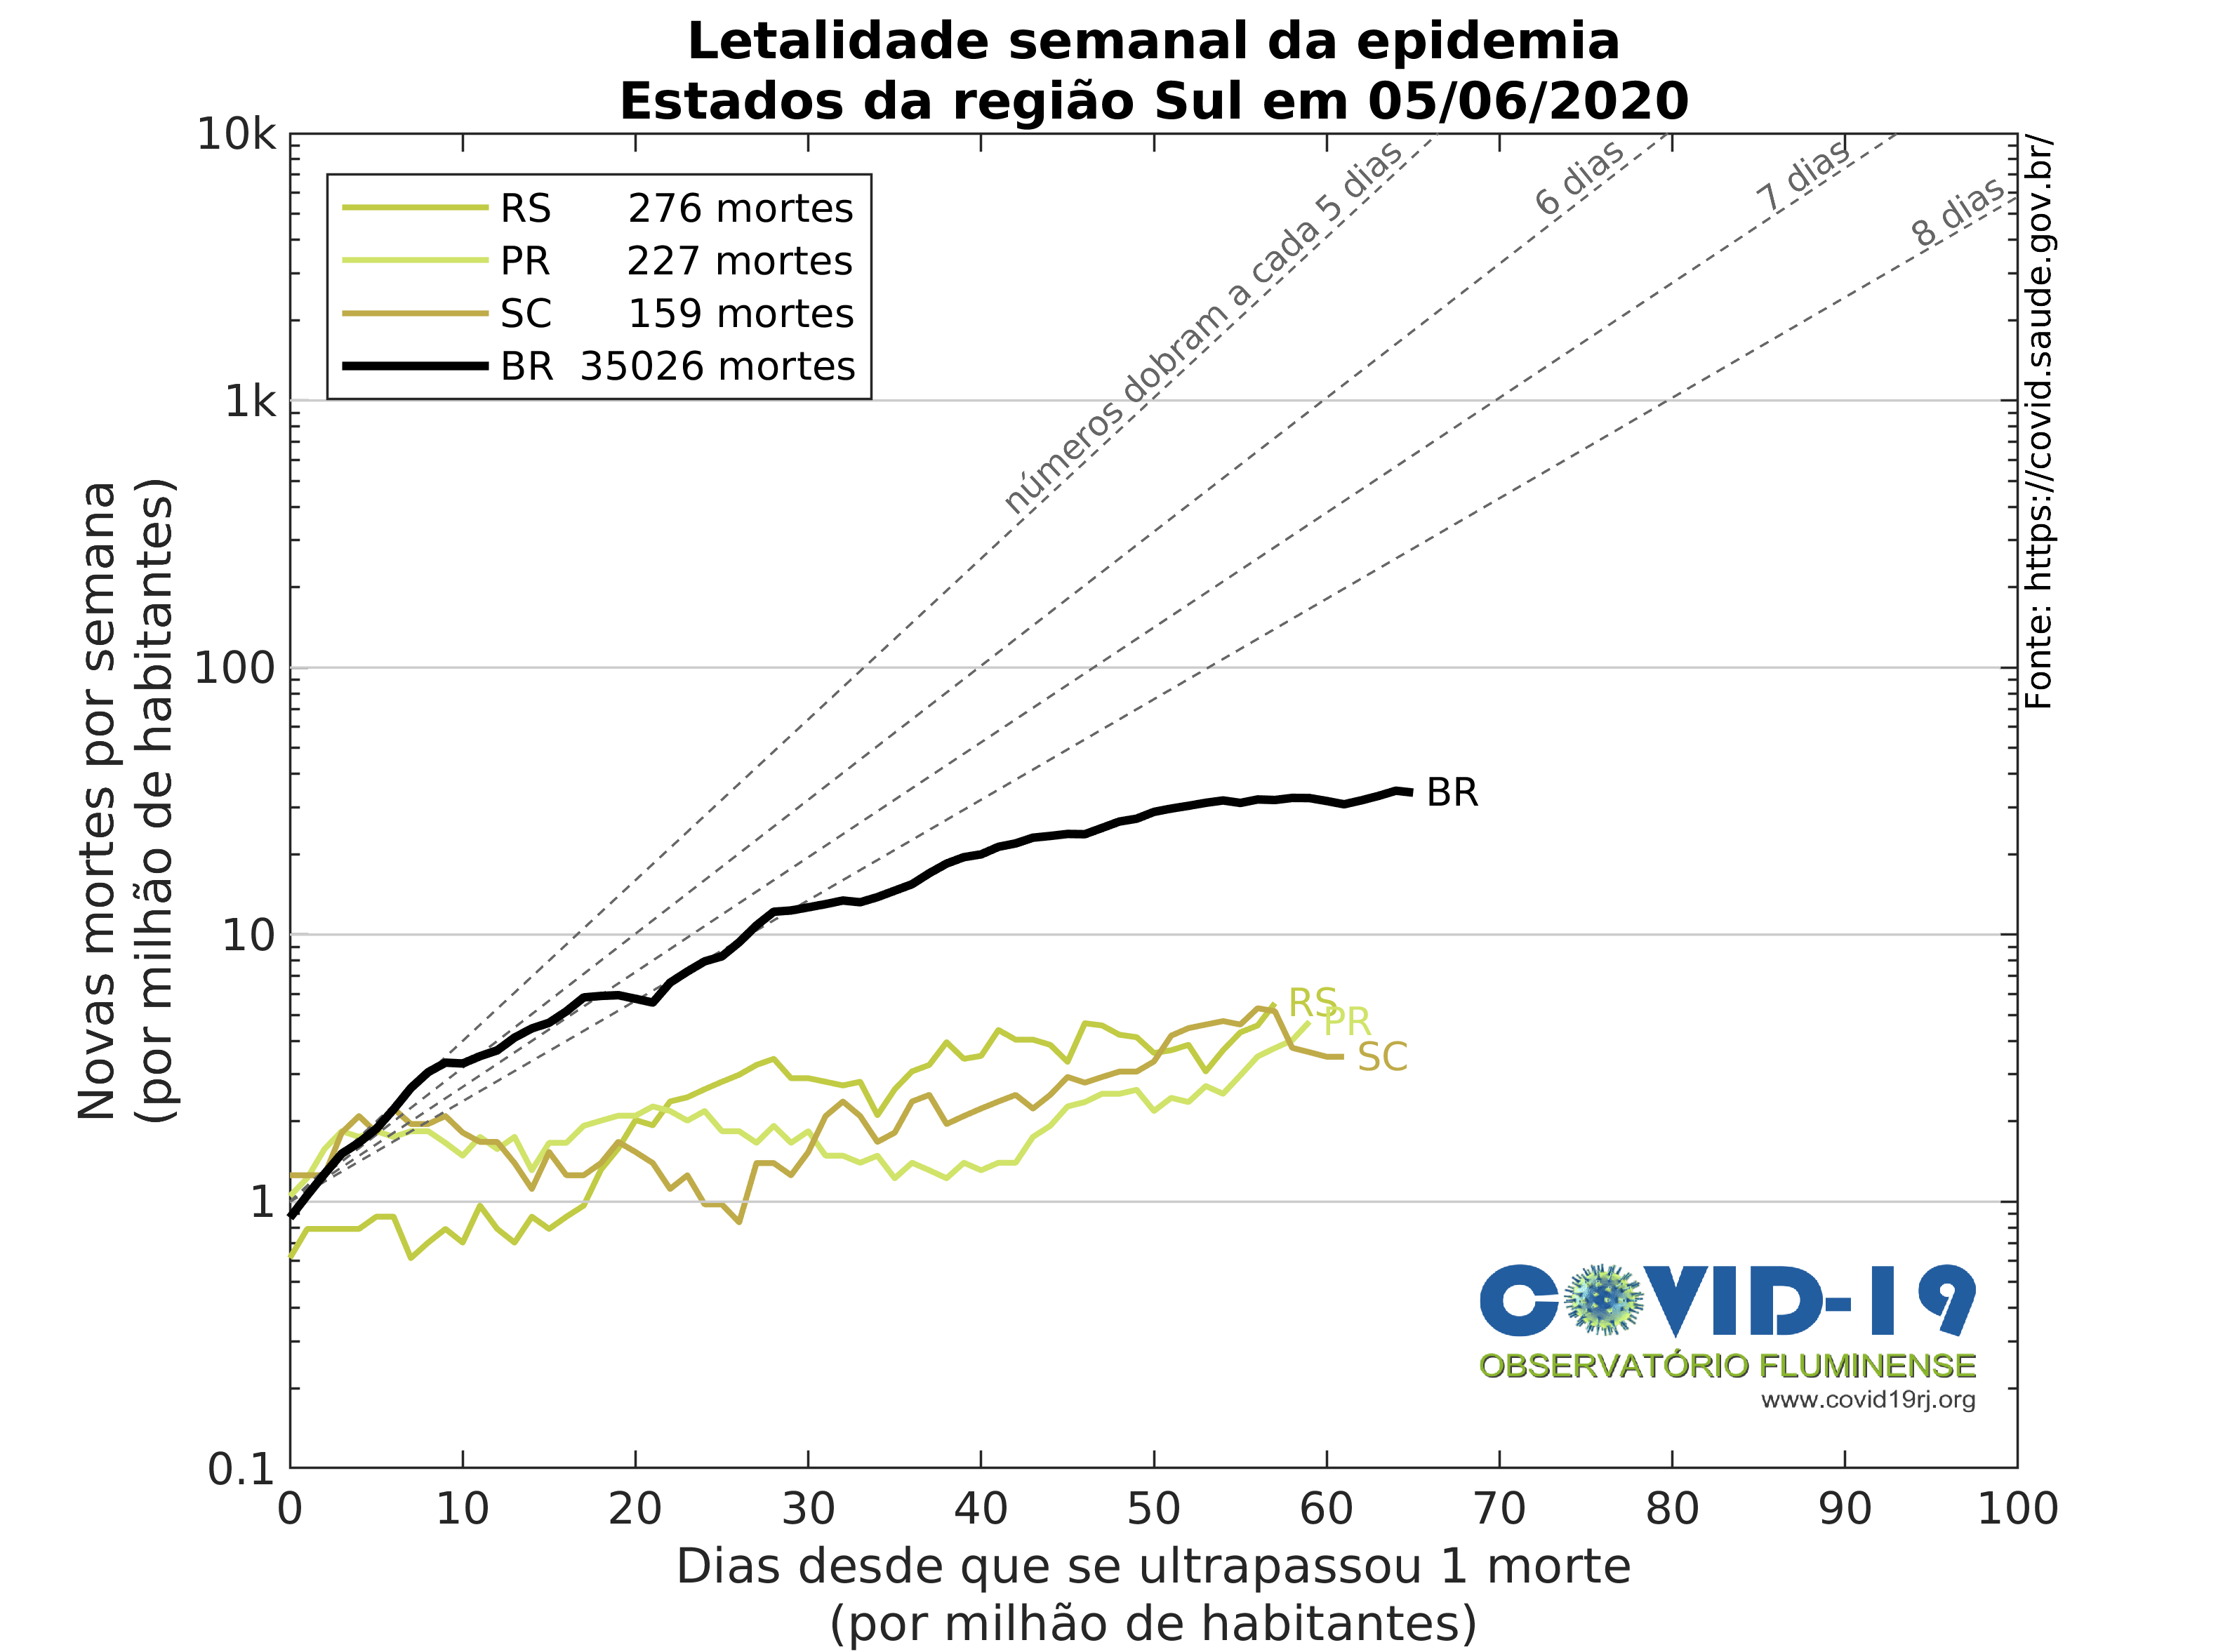 Letalidade semanal da epidemia
Estados da região Sul em 05/06/2020
10k
1k
100
10
1
0.1
Novas mortes por semana
(por milhão de habitantes)
RS 276 mortes
PR 227 mortes
SC 159 mortes
BR 35026 mortes
números dobram a cada 5 dias
6 dias
7 dias
8 dias
Fonte: https://covid.saude.gov.br/
BR
RS
PR
SC
COVID-19
OBSERVATÓRIO FLUMINENSE
www.covid19rj.org
0 10 20 30 40 50 60 70 80 90 100
Dias desde que se ultrapassou 1 morte
(por milhão de habitantes)